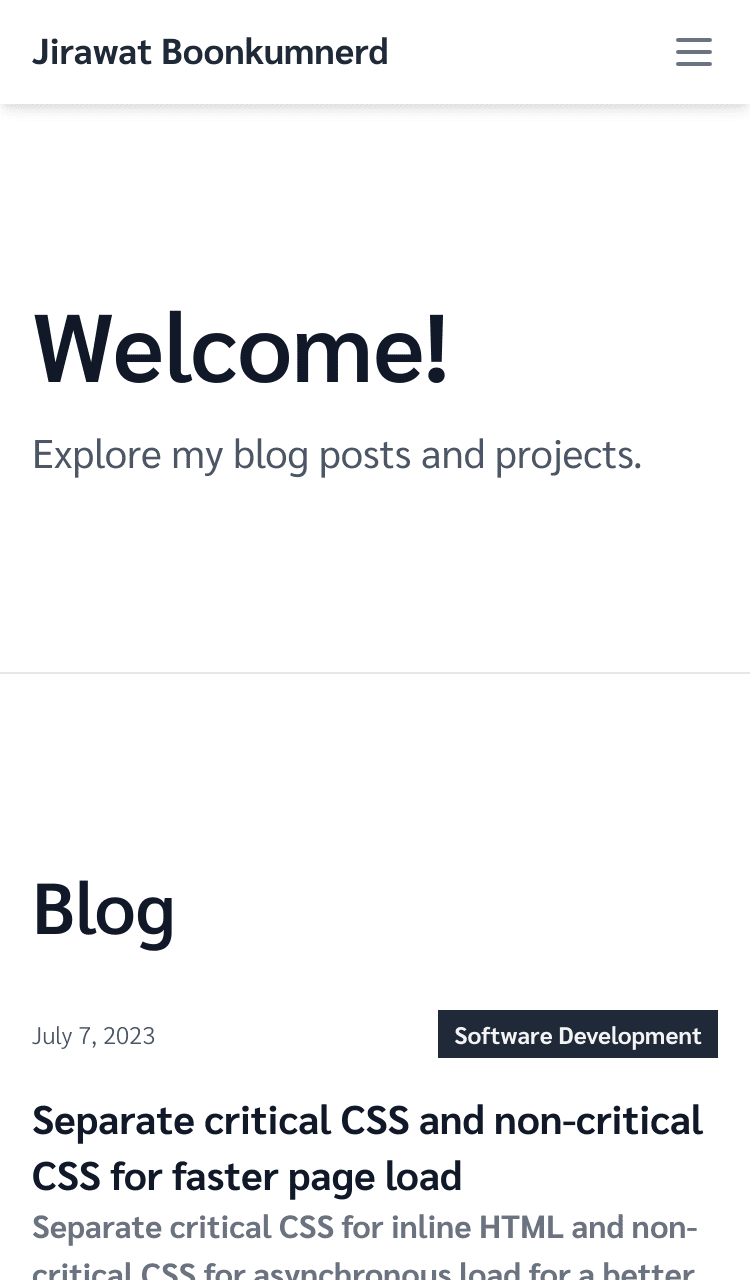 Jirawat Boonkumnerd
Welcome!
Explore my blog posts and projects.
Blog
July 7, 2023
Software Development
Separate critical CSS and non-critical
CSS for faster page load
Separate critical CSS for inline HTML and non-
critical CSS for asynchronous load for a better